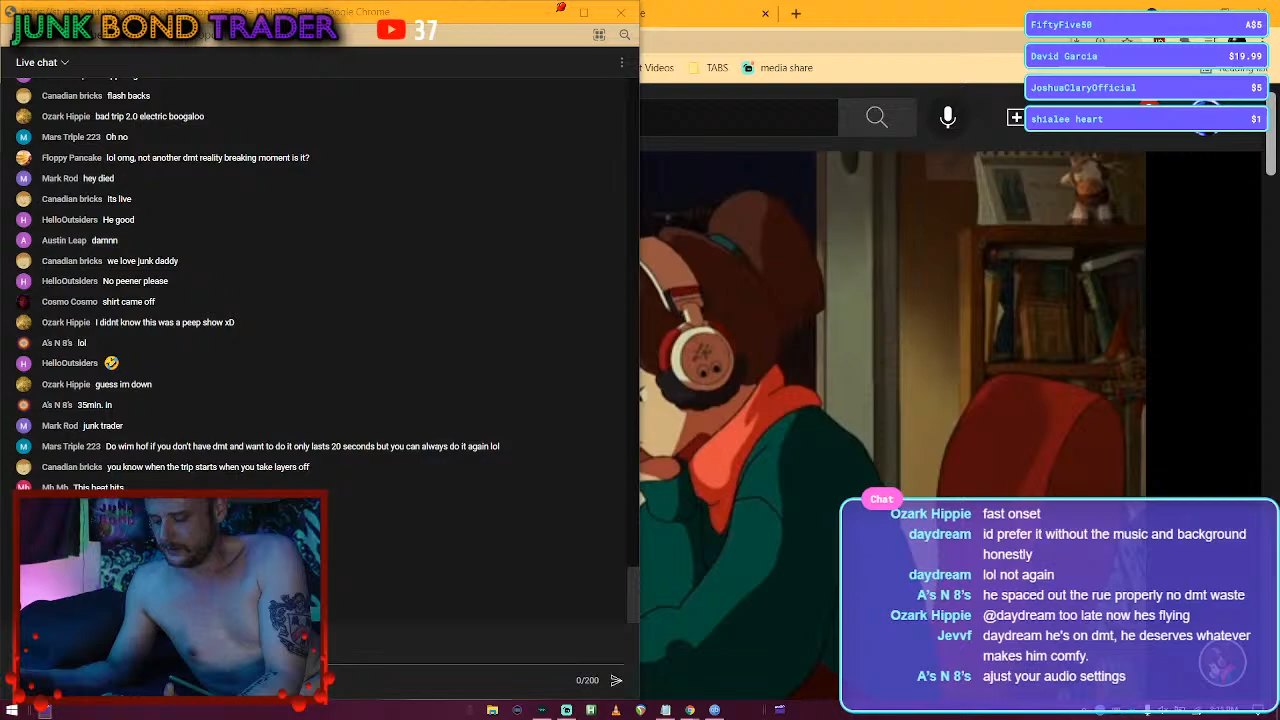 JUNK BOND TRADER
37
Live chat
Canadian bricks flash backs
Ozark Hippie bad trip 2.0 electric boogaloo
Mars Triple 223 Oh no
Floppy Pancake lol omg, not another dmt reality breaking moment is it?
Mark Rod hey died
Canadian bricks Its live
HelloOutsiders He good
Austin Leap damnn
Canadian bricks we love junk daddy
HelloOutsiders No peener please
Cosmo Cosmo shirt came off
Ozark Hippie I didnt know this was a peep show xD
A's N 8's lol
HelloOutsiders 🤣
Ozark Hippie guess im down
A's N 8's 35min. in
Mark Rod junk trader
Mars Triple 223 Do wim hof if you don't have dmt and want to do it only lasts 20 seconds but you can always do it again lol
Canadian bricks you know when the trip starts when you take layers off
Mh Mh This beat hits
0/200
t Videos TABS media share
FiftyFive50 A$5
David Garcia $19.99
JoshuaClaryOfficial $5
shialee heart $1
Chat
Ozark Hippie fast onset
daydream id prefer it without the music and background
honestly
daydream lol not again
A's N 8's he spaced out the rue properly no dmt waste
Ozark Hippie @daydream too late now hes flying
Jevvf daydream he's on dmt, he deserves whatever
makes him comfy.
A's N 8's ajust your audio settings